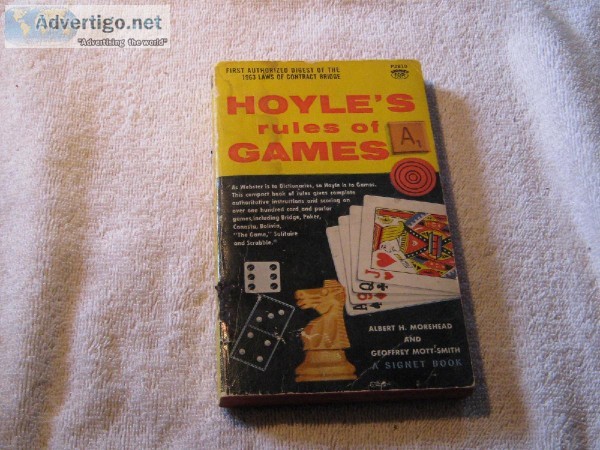 Advertigo.net
"Advertising the world"
FIRST AUTHORIZED DIGEST OF THE
1963 LAWS OF CONTRACT BRIDGE
HOYLE'S
rules of
GAMES
A1
As Webster is to Dictionaries, so Hoyle is to Games.
This compact book of rules gives complete
authoritative instructions and scoring on
over one hundred card and parlor
games, including Bridge, Poker,
Canasta, Bolivia,
"The Game," Solitaire
and Scrabble."
A
9
Q
J
ALBERT H. MOREHEAD
AND
GEOFFREY MOTT-SMITH
A SIGNET BOOK